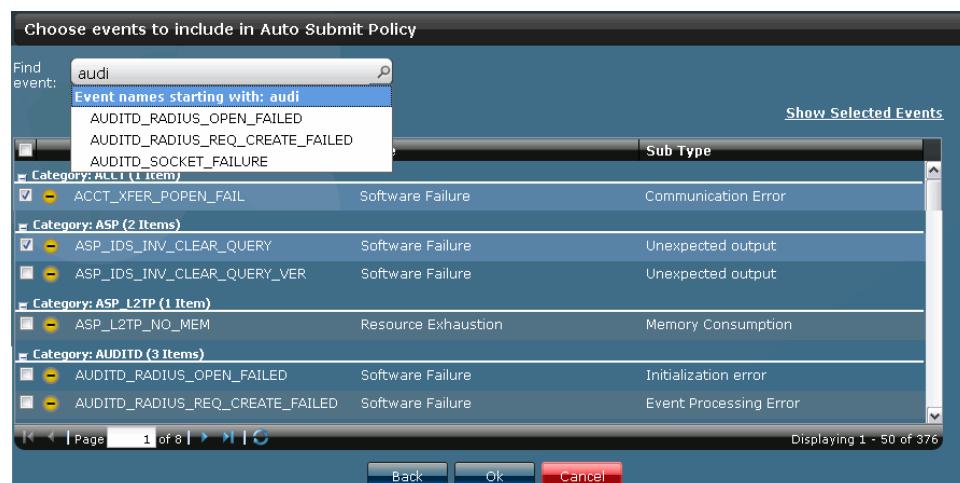 Choose events to include in Auto Submit Policy
Find event:
audi
Event names starting with: audi
AUDITD_RADIUS_OPEN_FAILED
AUDITD_RADIUS_REQ_CREATE_FAILED
AUDITD_SOCKET_FAILURE
Show Selected Events
Sub Type
Category: ACCT (1 Item)
ACCT_XFER_POPEN_FAIL Software Failure Communication Error
Category: ASP (2 Items)
ASP_IDS_INV_CLEAR_QUERY Software Failure Unexpected output
ASP_IDS_INV_CLEAR_QUERY_VER Software Failure Unexpected output
Category: ASP_L2TP (1 Item)
ASP_L2TP_NO_MEM Resource Exhaustion Memory Consumption
Category: AUDITD (3 Items)
AUDITD_RADIUS_OPEN_FAILED Software Failure Initialization error
AUDITD_RADIUS_REQ_CREATE_FAILED Software Failure Event Processing Error
Page 1 of 8 Displaying 1 - 50 of 376
Back Ok Cancel